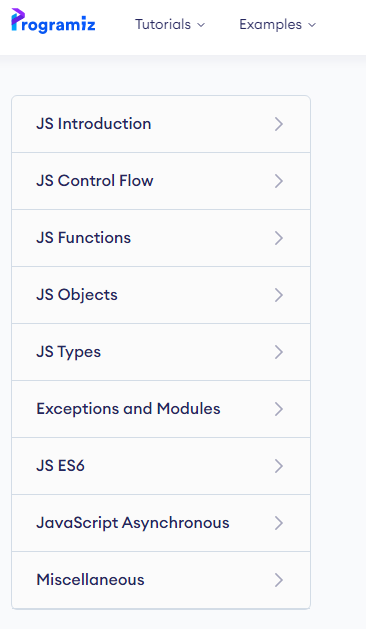 Programiz
Tutorials
Examples
JS Introduction
JS Control Flow
JS Functions
JS Objects
JS Types
Exceptions and Modules
JS ES6
JavaScript Asynchronous
Miscellaneous